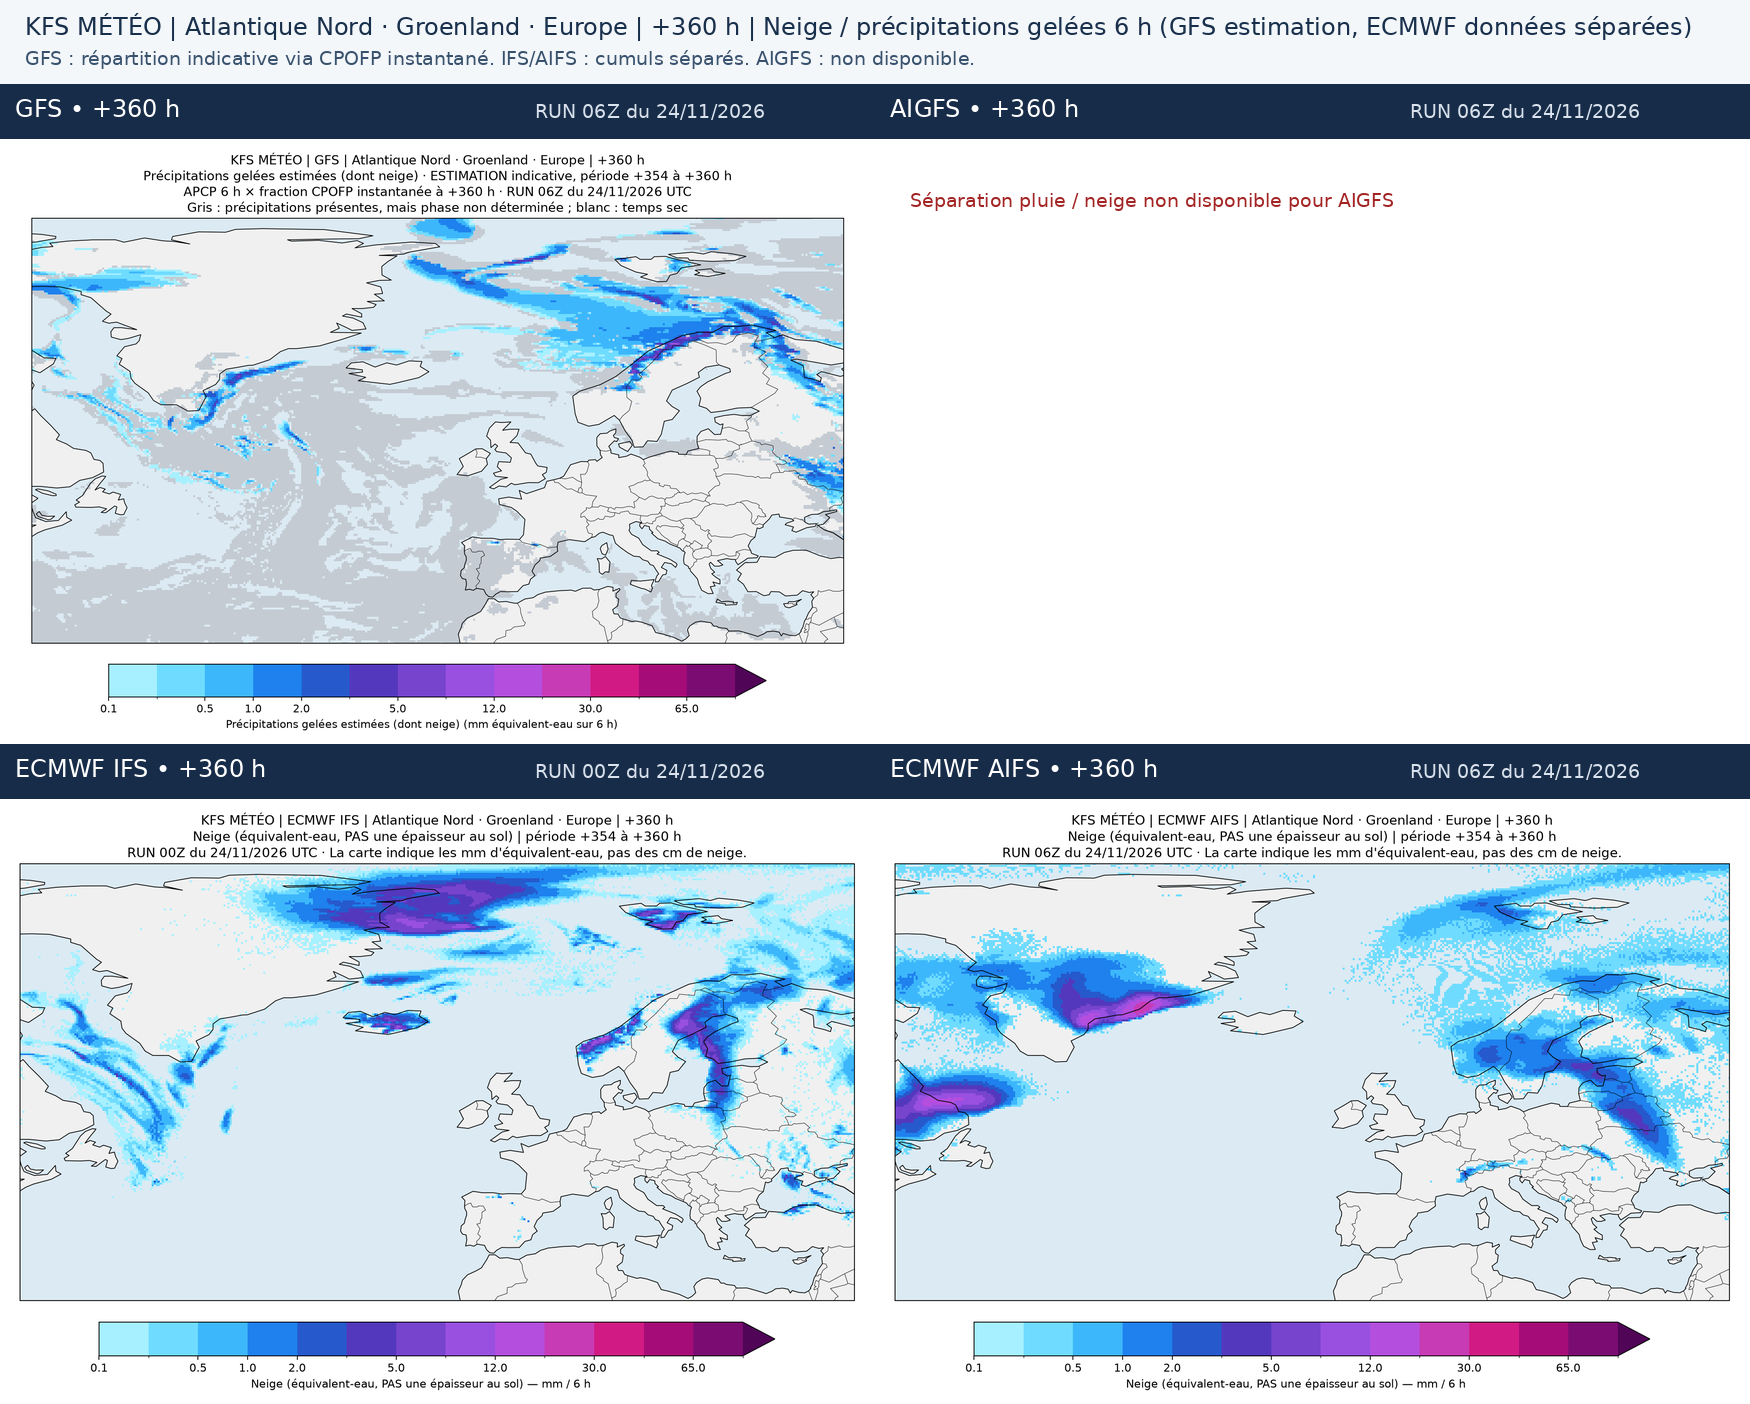 KFS MÉTÉO | Atlantique Nord · Groenland · Europe | +360 h | Neige / précipitations gelées 6 h (GFS estimation, ECMWF données séparées)
GFS : répartition indicative via CPOFP instantané. IFS/AIFS : cumuls séparés. AIGFS : non disponible.
GFS • +360 h
RUN 06Z du 24/11/2026
AIGFS • +360 h
RUN 06Z du 24/11/2026
KFS MÉTÉO | GFS | Atlantique Nord · Groenland · Europe | +360 h
Précipitations gelées estimées (dont neige) · ESTIMATION indicative, période +354 à +360 h
APCP 6 h × fraction CPOFP instantanée à +360 h · RUN 06Z du 24/11/2026 UTC
Gris : précipitations présentes, mais phase non déterminée ; blanc : temps sec
Séparation pluie / neige non disponible pour AIGFS
0.1 0.5 1.0 2.0 5.0 12.0 30.0 65.0
Précipitations gelées estimées (dont neige) (mm équivalent-eau sur 6 h)
ECMWF IFS • +360 h
RUN 00Z du 24/11/2026
ECMWF AIFS • +360 h
RUN 06Z du 24/11/2026
KFS MÉTÉO | ECMWF IFS | Atlantique Nord · Groenland · Europe | +360 h
Neige (équivalent-eau, PAS une épaisseur au sol) | période +354 à +360 h
RUN 00Z du 24/11/2026 UTC · La carte indique les mm d'équivalent-eau, pas des cm de neige.
KFS MÉTÉO | ECMWF AIFS | Atlantique Nord · Groenland · Europe | +360 h
Neige (équivalent-eau, PAS une épaisseur au sol) | période +354 à +360 h
RUN 06Z du 24/11/2026 UTC · La carte indique les mm d'équivalent-eau, pas des cm de neige.
0.1 0.5 1.0 2.0 5.0 12.0 30.0 65.0
Neige (équivalent-eau, PAS une épaisseur au sol) — mm / 6 h
0.1 0.5 1.0 2.0 5.0 12.0 30.0 65.0
Neige (équivalent-eau, PAS une épaisseur au sol) — mm / 6 h